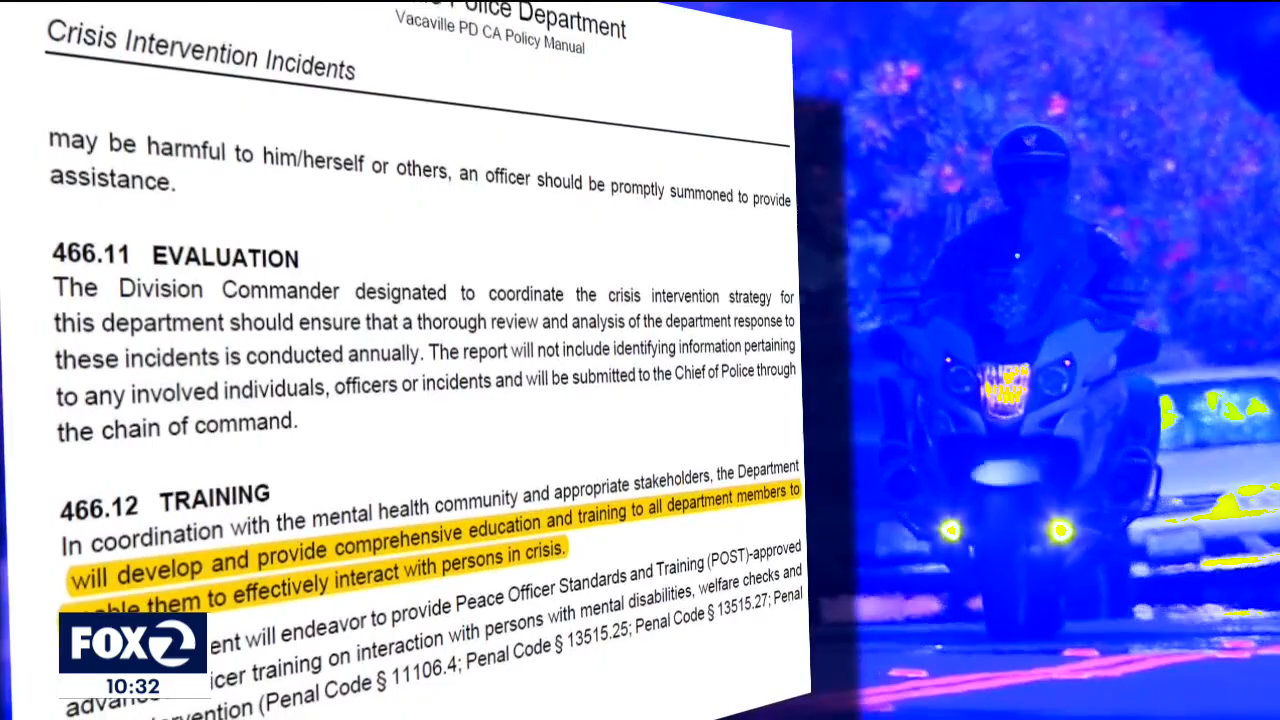 Police Department
Vacaville PD CA Policy Manual
Crisis Intervention Incidents
may be harmful to him/herself or others, an officer should be promptly summoned to provide
assistance.
466.11 EVALUATION
The Division Commander designated to coordinate the crisis intervention strategy for
this department should ensure that a thorough review and analysis of the department response to
these incidents is conducted annually. The report will not include identifying information pertaining
to any involved individuals, officers or incidents and will be submitted to the Chief of Police through
the chain of command.
466.12 TRAINING
In coordination with the mental health community and appropriate stakeholders, the Department
will develop and provide comprehensive education and training to all department members to
them to effectively interact with persons in crisis.
will endeavor to provide Peace Officer Standards and Training (POST)-approved
training on interaction with persons with mental disabilities, welfare checks and
(Penal Code § 11106.4; Penal Code § 13515.25; Penal Code § 13515.27; Penal
FOX 2
10:32